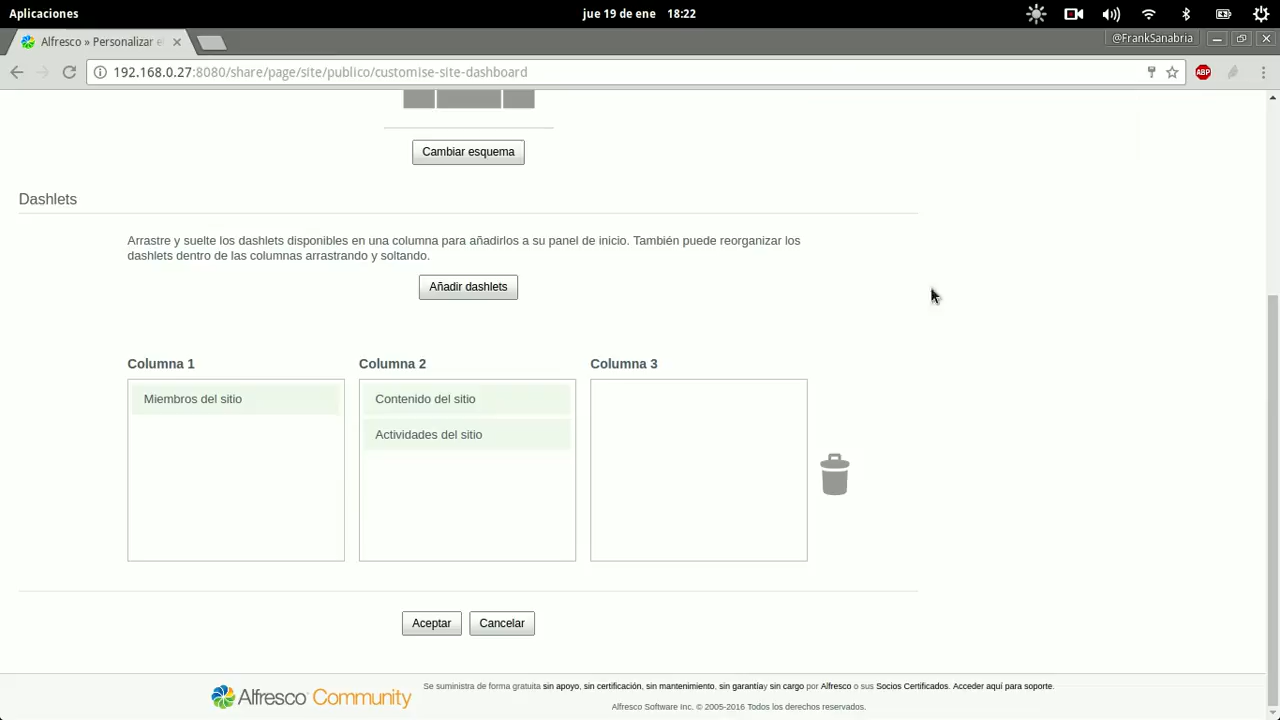 Aplicaciones
jue 19 de ene 18:22
Alfresco » Personalizar el
@FrankSanabria
192.168.0.27:8080/share/page/site/publico/customise-site-dashboard
ABP
Cambiar esquema
Dashlets
Arrastre y suelte los dashlets disponibles en una columna para añadirlos a su panel de inicio. También puede reorganizar los
dashlets dentro de las columnas arrastrando y soltando.
Añadir dashlets
Columna 1
Columna 2
Columna 3
Miembros del sitio
Contenido del sitio
Actividades del sitio
Aceptar
Cancelar
Alfresco Community
Se suministra de forma gratuita sin apoyo, sin certificación, sin mantenimiento, sin garantíay sin cargo por Alfresco o sus Socios Certificados. Acceder aquí para soporte.
Alfresco Software Inc. © 2005-2016 Todos los derechos reservados.